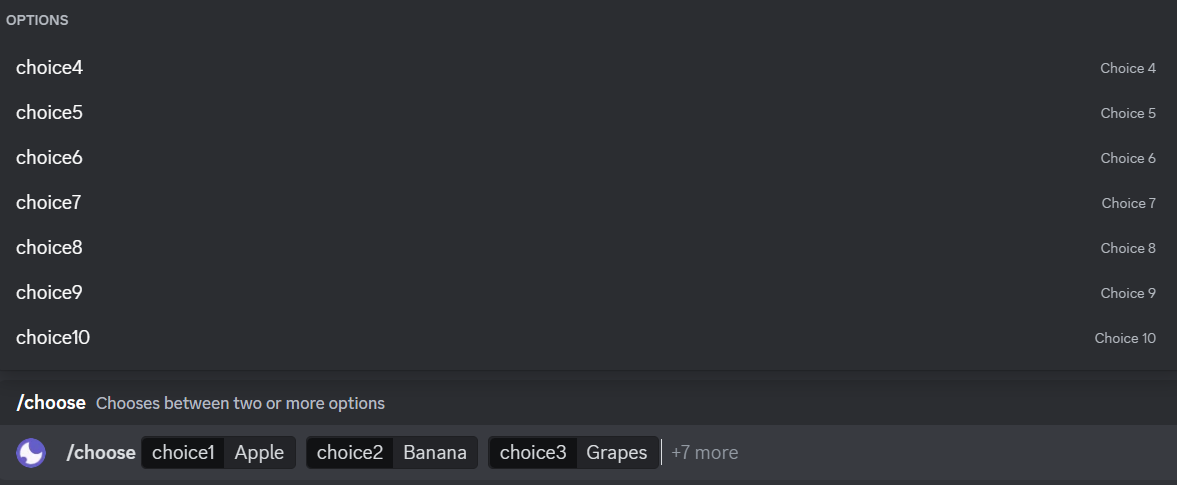 OPTIONS
choice4 Choice 4
choice5 Choice 5
choice6 Choice 6
choice7 Choice 7
choice8 Choice 8
choice9 Choice 9
choice10 Choice 10
/choose Chooses between two or more options
/choose choice1 Apple choice2 Banana choice3 Grapes +7 more